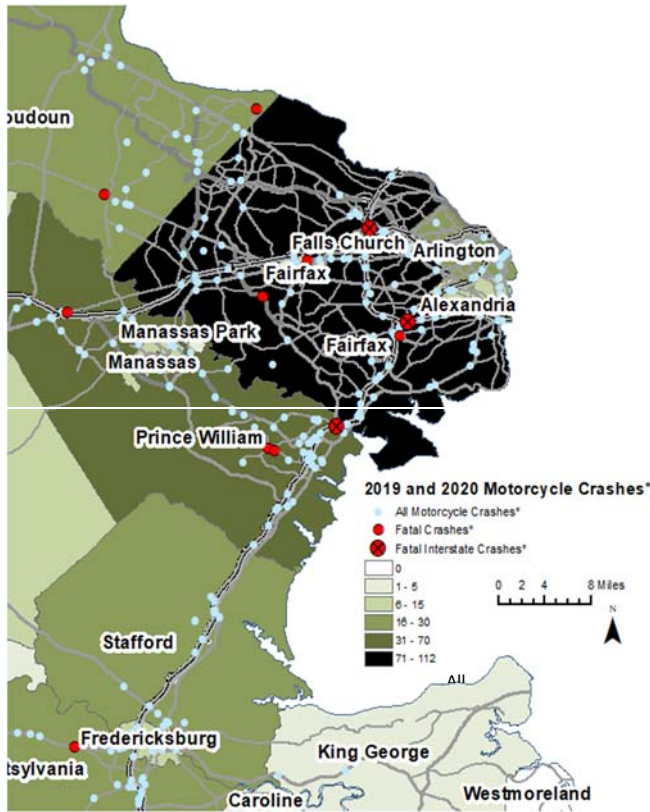 oudoun
Falls Church
Arlington
Fairfax
Alexandria
Manassas Park
Fairfax
Manassas
Prince William
2019 and 2020 Motorcycle Crashes*
All Motorcycle Crashes*
Fatal Crashes*
Fatal Interstate Crashes*
0
1 - 5
6 - 15
16 - 30
31 - 70
71 - 112
0 2 4 8 Miles
N
Stafford
All
Fredericksburg
King George
tsylvania
Caroline
Westmoreland